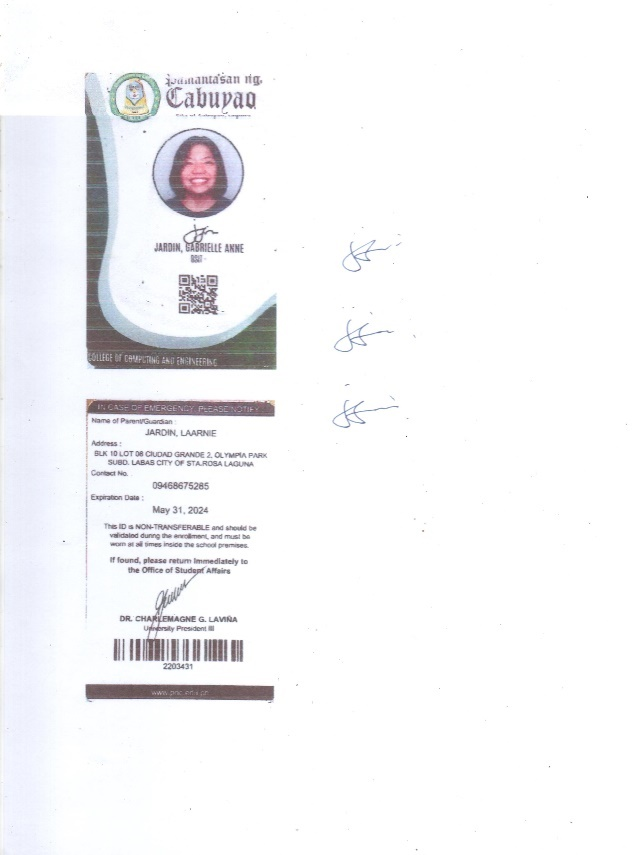 Pamantasan ng
Cabuyao
JARDIN, GABRIELLE ANNE
BSIT
COLLEGE OF COMPUTING AND ENGINEERING
IN CASE OF EMERGENCY, PLEASE NOTIFY
Name of Parent/Guardian :
JARDIN, LAARNIE
Address :
BLK 10 LOT 08 CIUDAD GRANDE 2, OLYMPIA PARK
SUBD. LABAS CITY OF STA.ROSA LAGUNA
Contact No.
09468675285
Expiration Date :
May 31, 2024
This ID is NON-TRANSFERABLE and should be
validated during the enrollment, and must be
worn at all times inside the school premises.
If found, please return immediately to
the Office of Student Affairs
DR. CHARLEMAGNE G. LAVIÑA
University President III
2203431